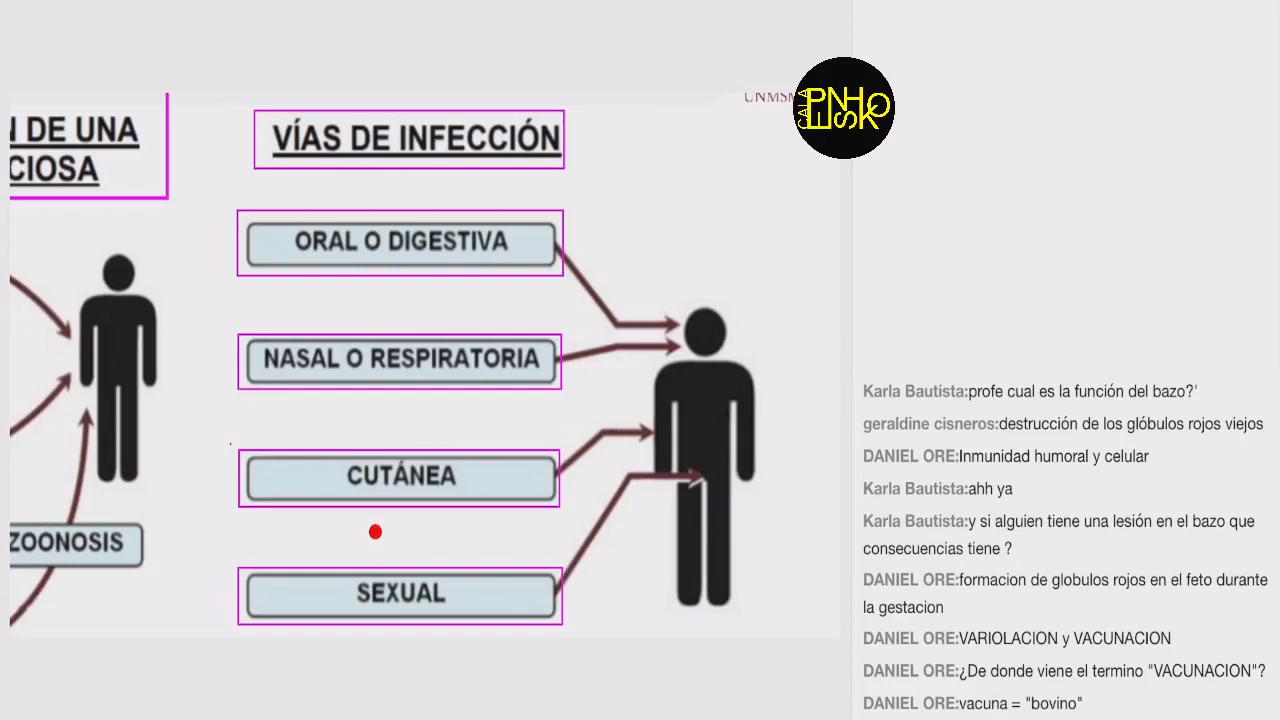 N DE UNA
CIOSA
ZOONOSIS
VÍAS DE INFECCIÓN
ORAL O DIGESTIVA
NASAL O RESPIRATORIA
CUTÁNEA
SEXUAL
UNMSM
Karla Bautista:profe cual es la función del bazo?'
geraldine cisneros:destrucción de los glóbulos rojos viejos
DANIEL ORE:Inmunidad humoral y celular
Karla Bautista:ahh ya
Karla Bautista:y si alguien tiene una lesión en el bazo que
consecuencias tiene ?
DANIEL ORE:formacion de globulos rojos en el feto durante
la gestacion
DANIEL ORE:VARIOLACION y VACUNACION
DANIEL ORE:¿De donde viene el termino "VACUNACION"?
DANIEL ORE:vacuna = "bovino"